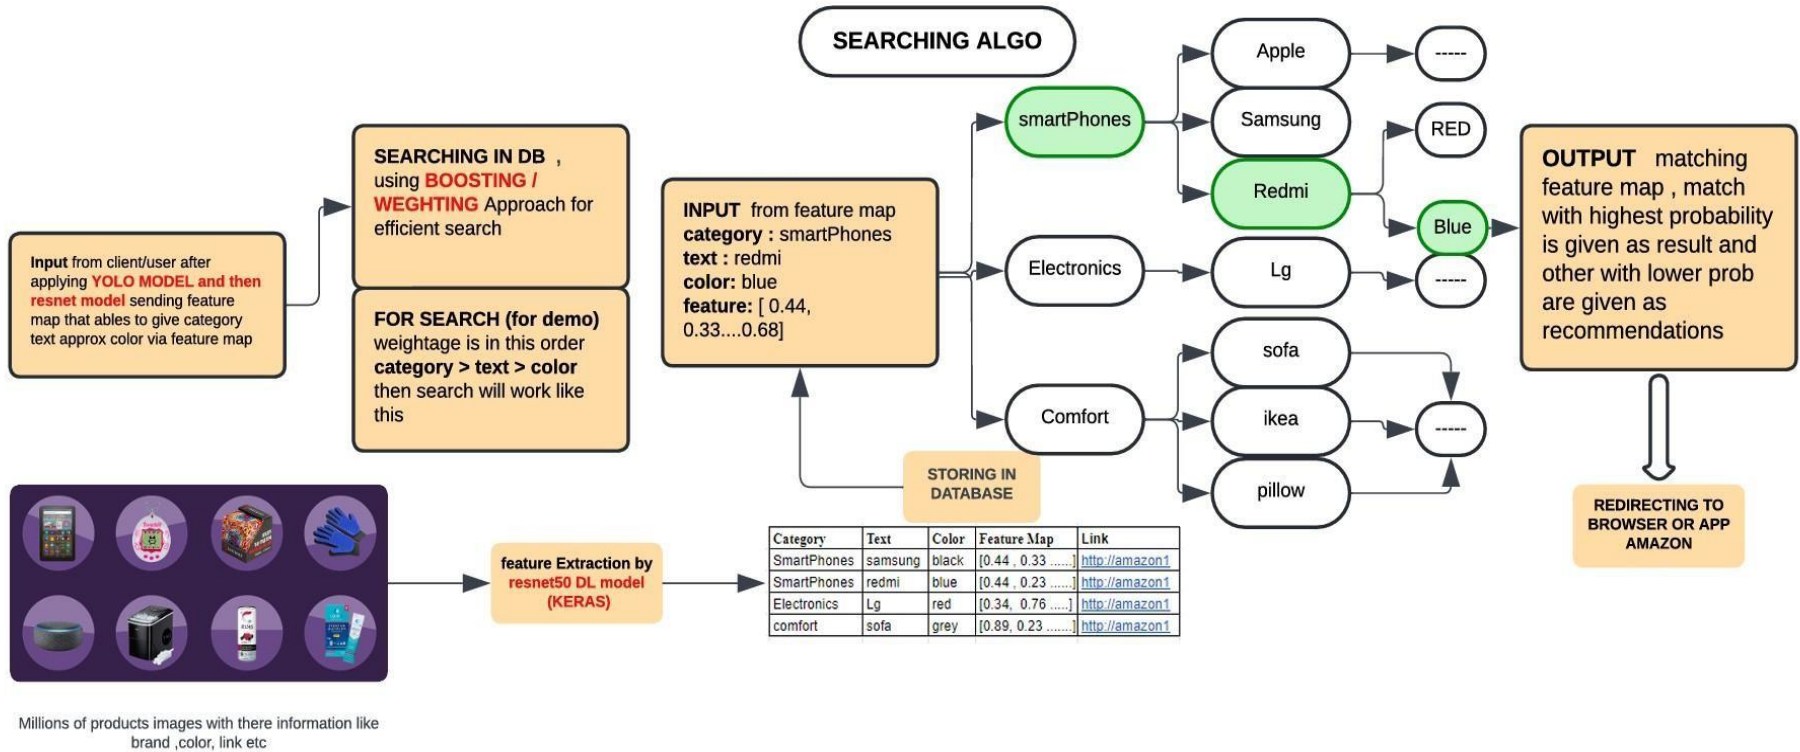 SEARCHING ALGO
Input from client/user after
applying YOLO MODEL and then
resnet model sending feature
map that ables to give category
text approx color via feature map
SEARCHING IN DB ,
using BOOSTING /
WEGHTING Approach for
efficient search
FOR SEARCH (for demo)
weightage is in this order
category > text > color
then search will work like
this
INPUT from feature map
category : smartPhones
text : redmi
color: blue
feature: [ 0.44,
0.33....0.68]
smartPhones
Electronics
Comfort
Apple
Samsung
Redmi
Lg
sofa
ikea
pillow
-----
RED
Blue
-----
-----
OUTPUT matching
feature map , match
with highest probability
is given as result and
other with lower prob
are given as
recommendations
REDIRECTING TO
BROWSER OR APP
AMAZON
STORING IN
DATABASE
feature Extraction by
resnet50 DL model
(KERAS)
Category Text Color Feature Map Link
SmartPhones samsung black [0.44 , 0.33 ......] http://amazon1
SmartPhones redmi blue [0.44 , 0.23 ......] http://amazon1
Electronics Lg red [0.34, 0.76 .....] http://amazon1
comfort sofa grey [0.89, 0.23 .......] http://amazon1
Millions of products images with there information like
brand ,color, link etc